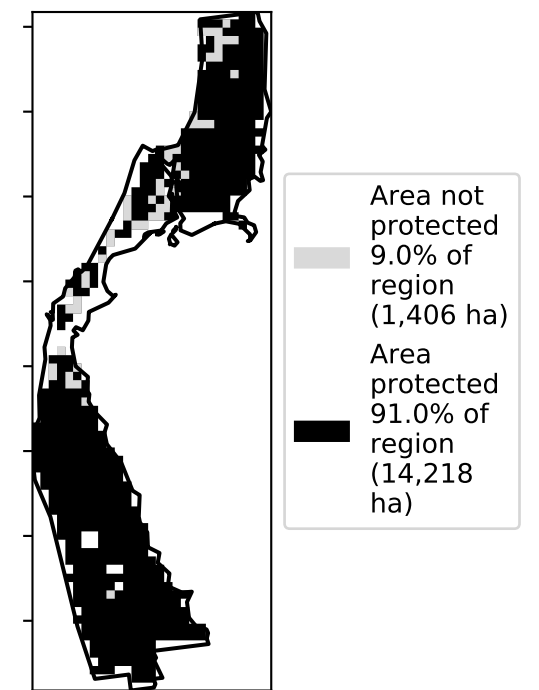 Area not
protected
9.0% of
region
(1,406 ha)
Area
protected
91.0% of
region
(14,218
ha)